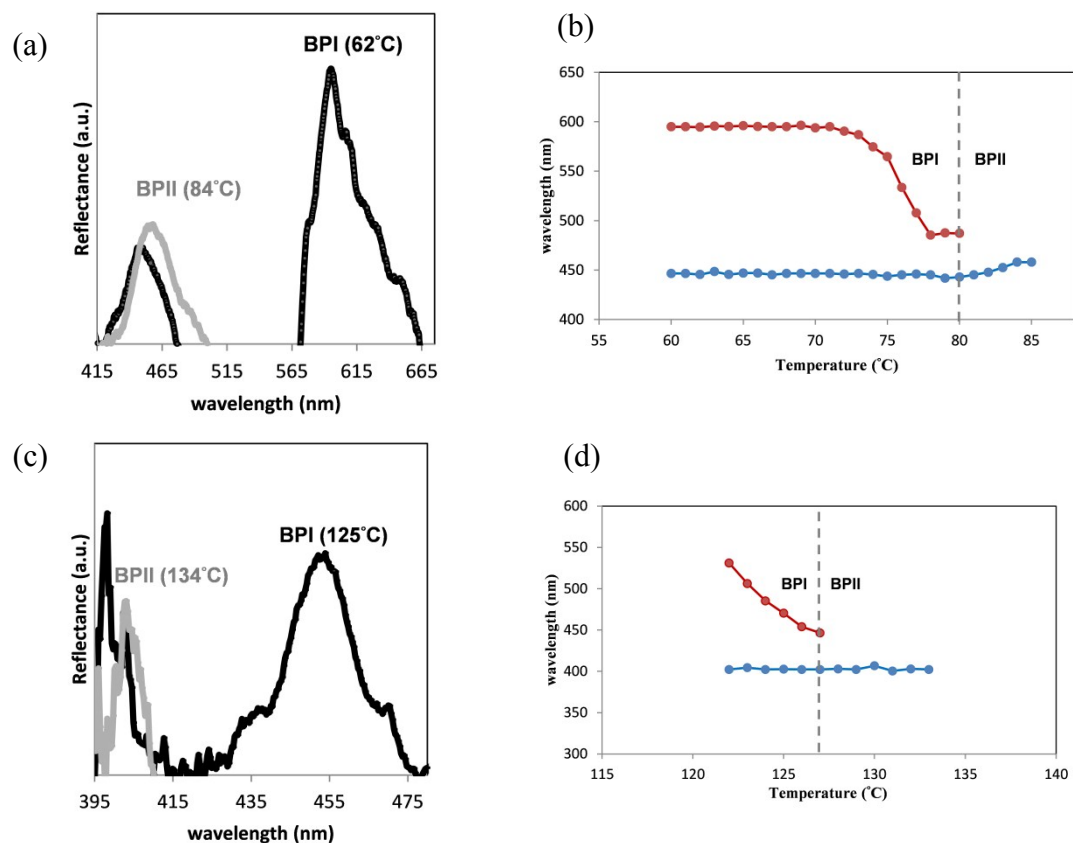 (a)
BPI (62˚C)
BPII (84˚C)
Reflectance (a.u.)
415 465 515 565 615 665
wavelength (nm)
(b)
650
600
550
500
450
400
wavelength (nm)
BPI BPII
55 60 65 70 75 80 85
Temperature (˚C)
(c)
BPI (125˚C)
BPII (134˚C)
Reflectance (a.u.)
395 415 435 455 475
wavelength (nm)
(d)
600
550
500
450
400
350
300
wavelength (nm)
BPI BPII
115 120 125 130 135 140
Temperature (˚C)